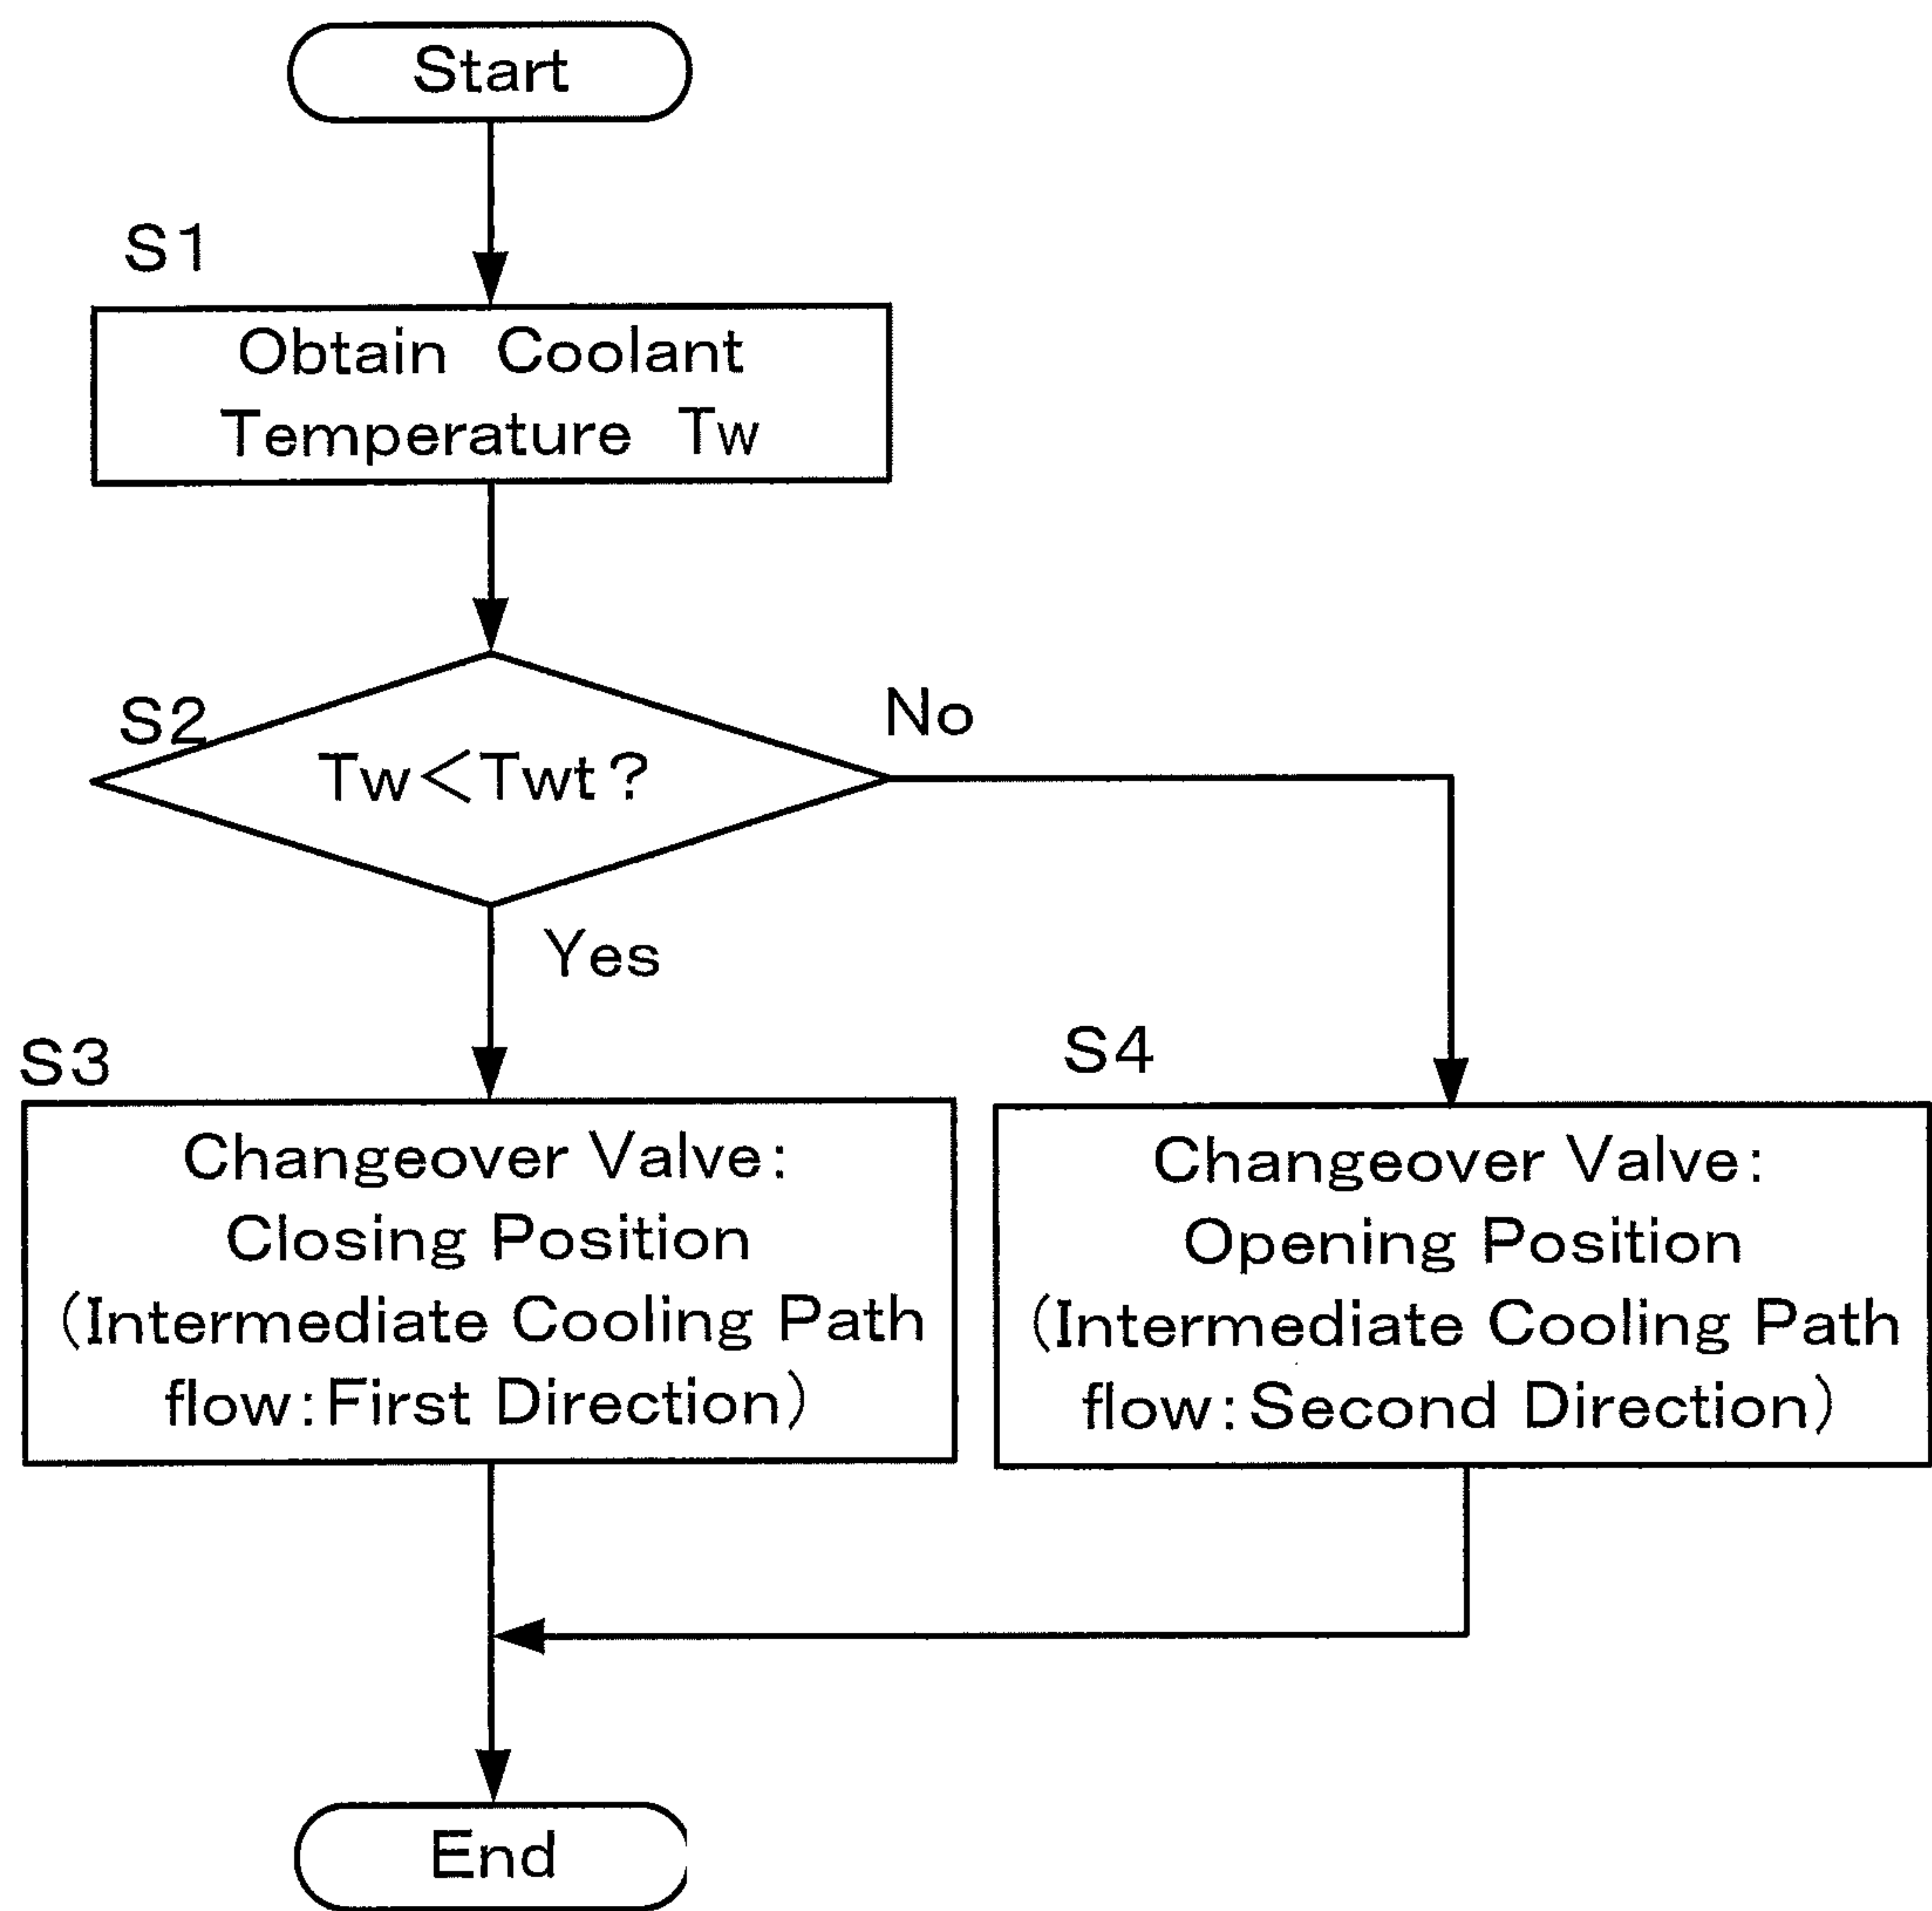 Start
S1
Obtain Coolant
Temperature Tw
S2
Tw<Twt?
No
Yes
S3
Changeover Valve:
Closing Position
(Intermediate Cooling Path
flow:First Direction)
S4
Changeover Valve:
Opening Position
(Intermediate Cooling Path
flow:Second Direction)
End